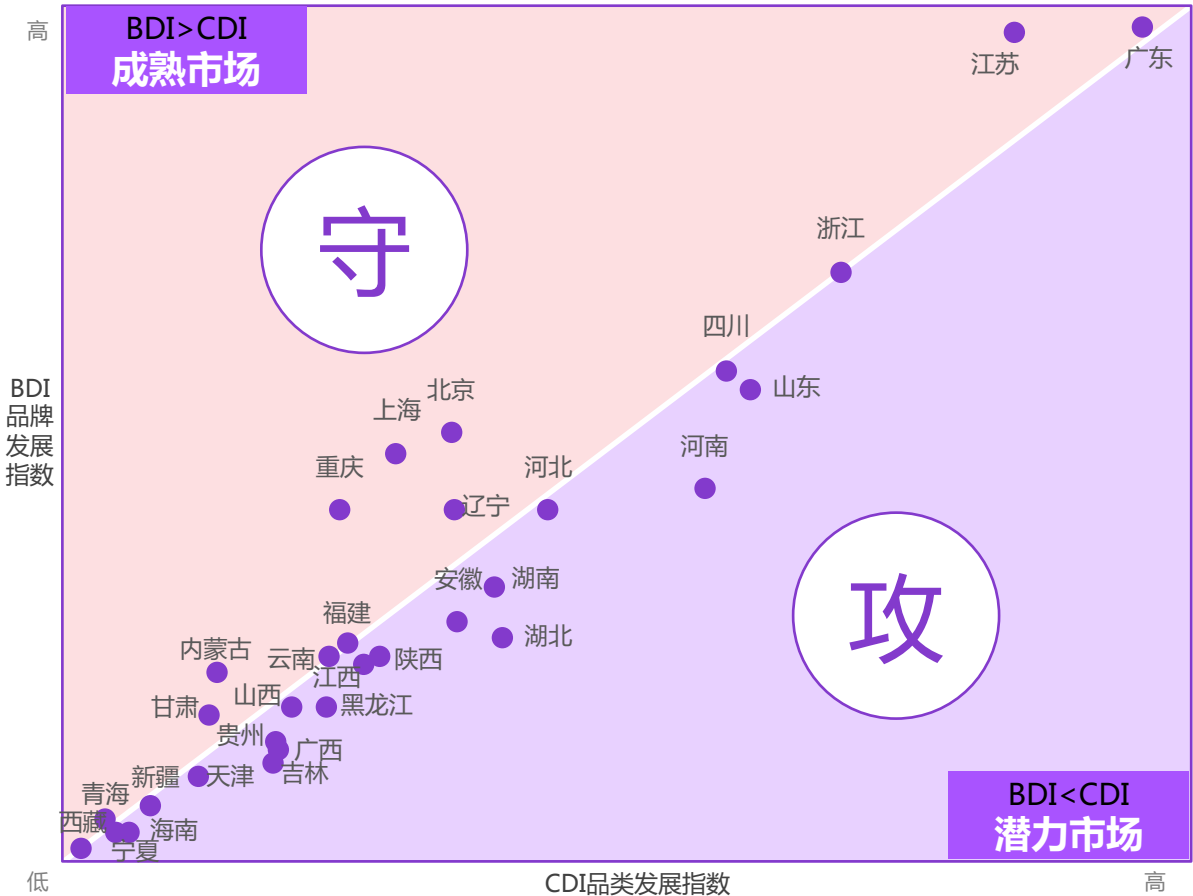 高
BDI>CDI
成熟市场
江苏
广东
守
浙江
四川
山东
BDI
品牌
发展
指数
北京
上海
重庆
辽宁
河北
河南
安徽
湖南
湖北
攻
福建
云南
江西
陕西
内蒙古
甘肃
山西
黑龙江
贵州
广西
吉林
新疆
天津
青海
西藏
宁夏
海南
BDI<CDI
潜力市场
低
CDI品类发展指数
高